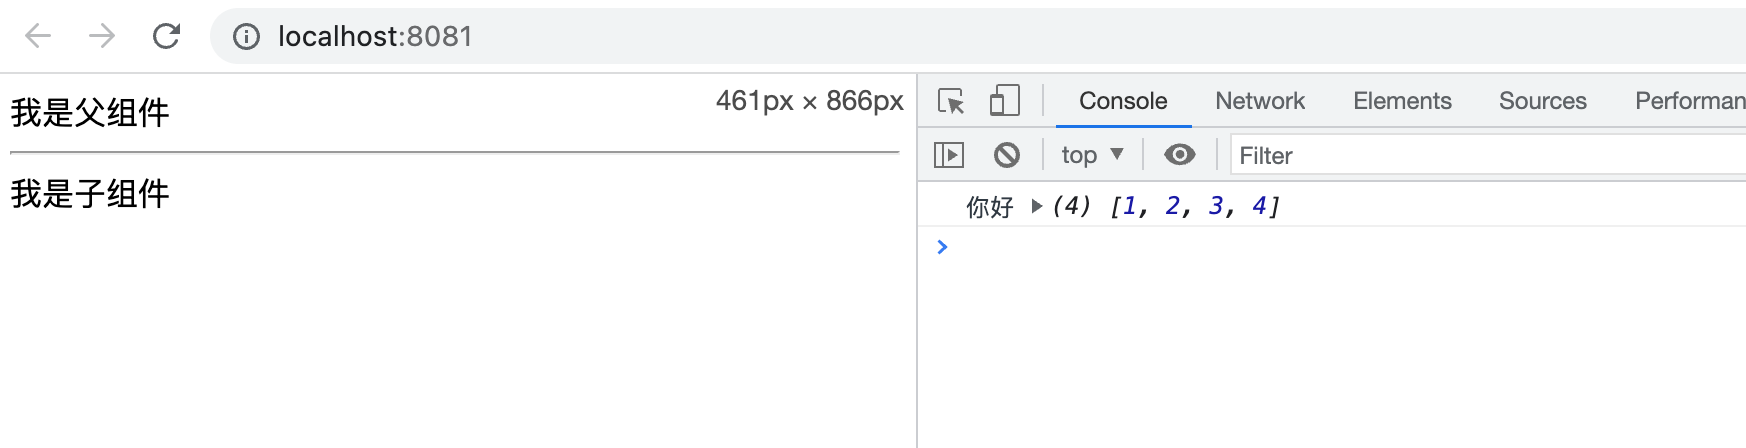 localhost:8081
我是父组件
461px × 866px
我是子组件
Console Network Elements Sources Performan
top ▼ Filter
你好 ▶(4) [1, 2, 3, 4]
>